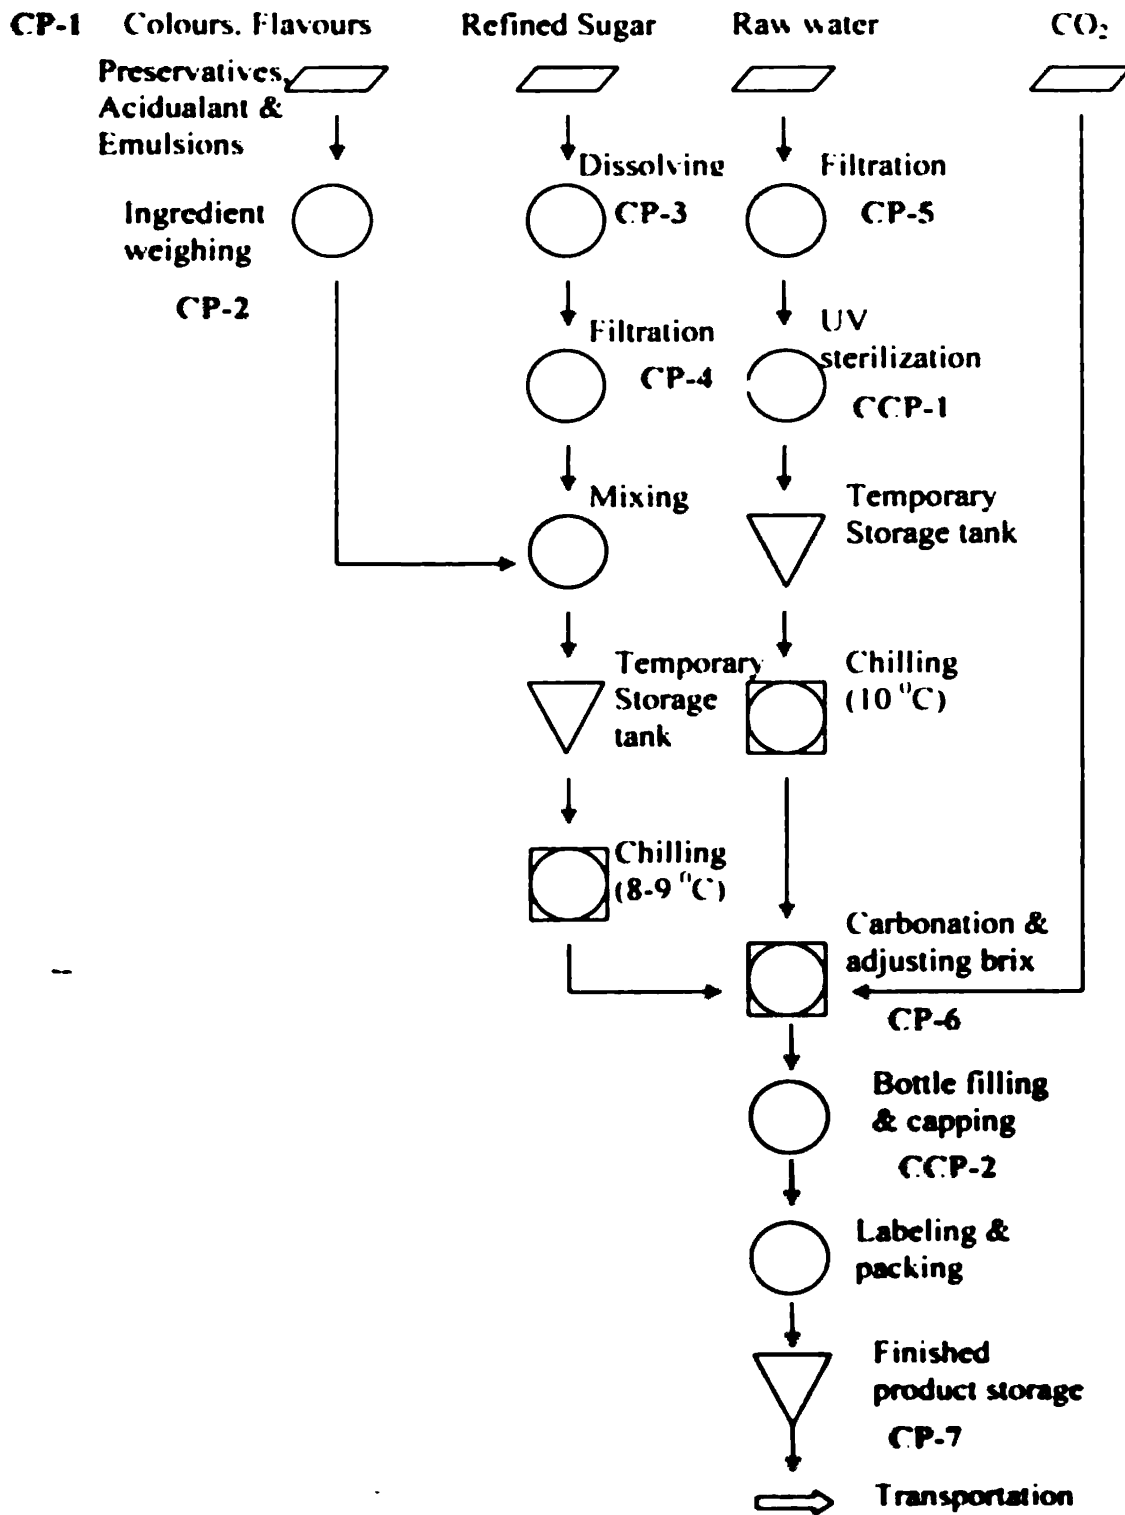 CP-1 Colours, Flavours Refined Sugar Raw water CO₂
Preservatives,
Acidualant &
Emulsions
Dissolving Filtration
CP-3 CP-5
Ingredient
weighing
CP-2
Filtration
CP-4
UV
sterilization
CCP-1
Mixing
Temporary
Storage tank
Temporary
Storage
tank
Chilling
(10 ⁰C)
Chilling
(8-9 ⁰C)
Carbonation &
adjusting brix
CP-6
Bottle filling
& capping
CCP-2
Labeling &
packing
Finished
product storage
CP-7
Transportation